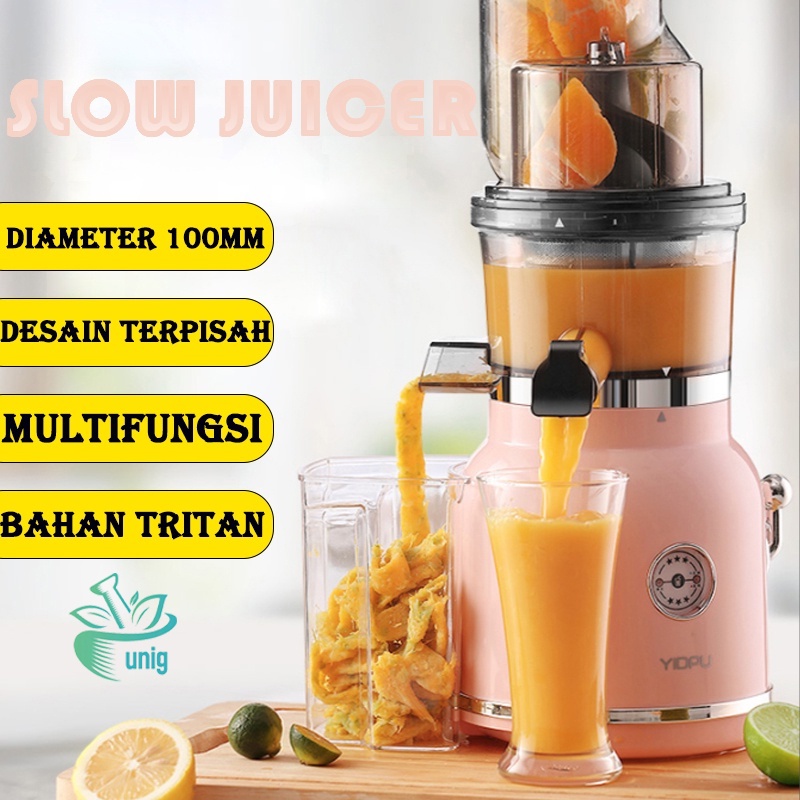 SLOW JUICER
DIAMETER 100MM
DESAIN TERPISAH
MULTIFUNGSI
BAHAN TRITAN
unig
YIDPU